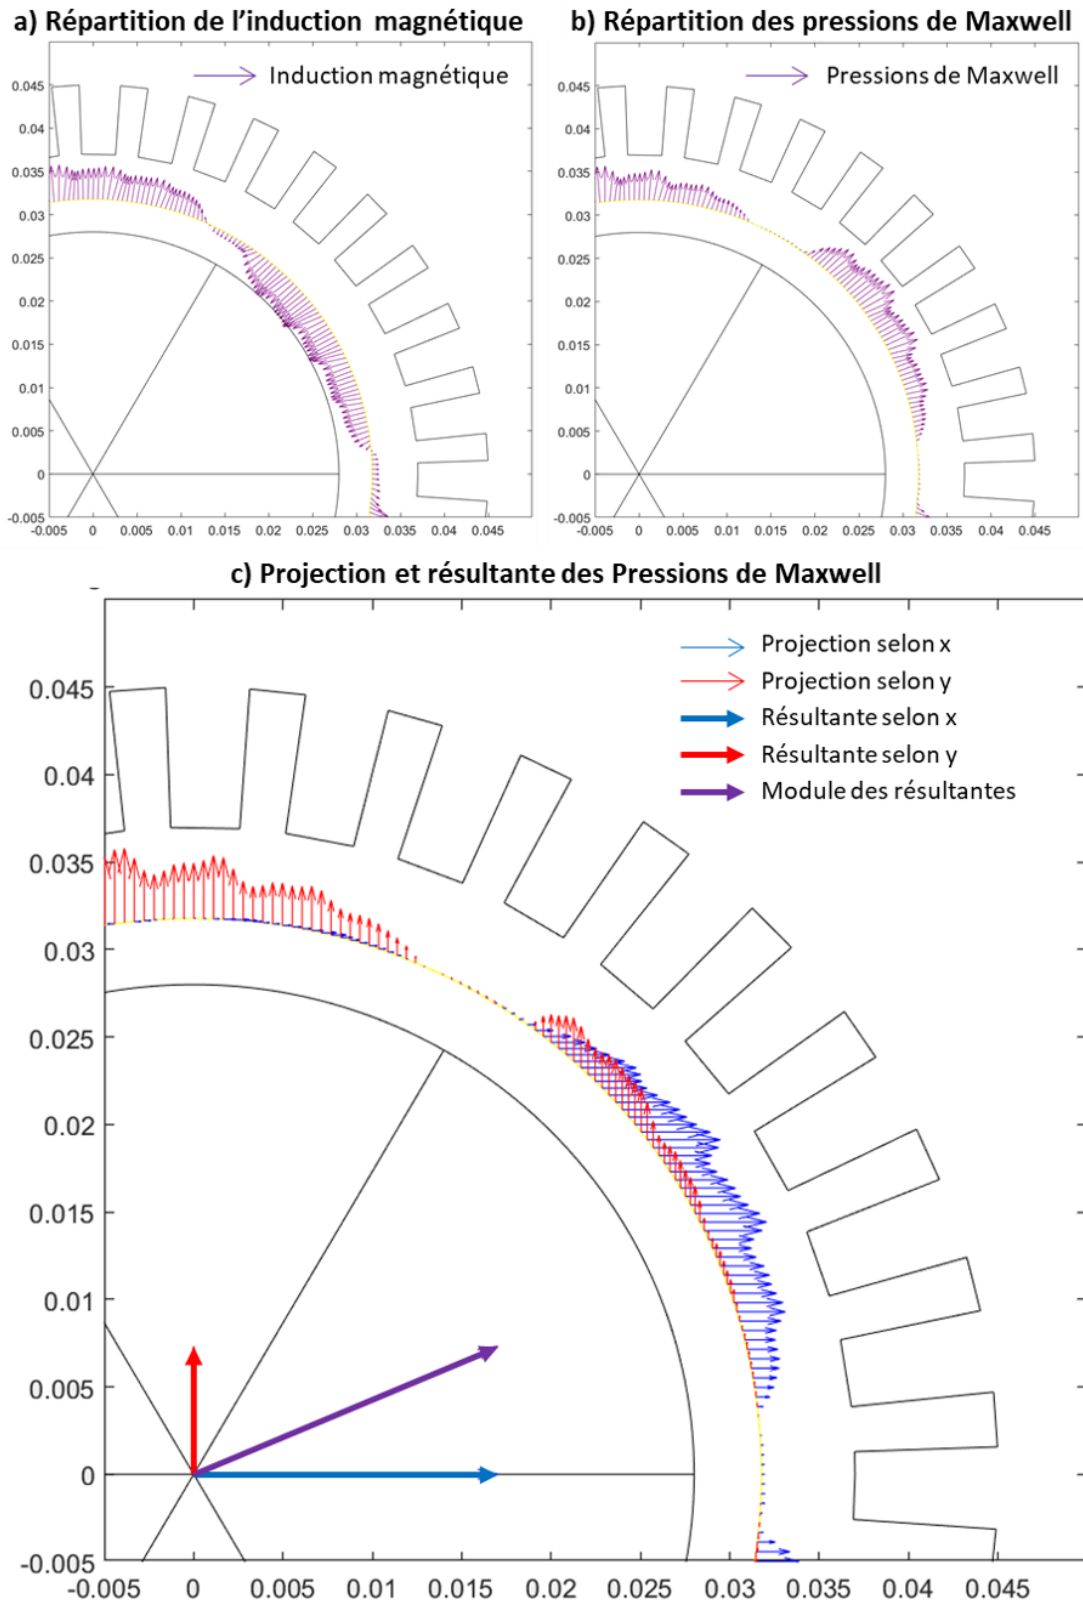 a) Répartition de l’induction magnétique
b) Répartition des pressions de Maxwell
Induction magnétique
0.045
0.04
0.035
0.03
0.025
0.02
0.015
0.01
0.005
0
-0.005
-0.005 0 0.005 0.01 0.015 0.02 0.025 0.03 0.035 0.04 0.045
Pressions de Maxwell
0.045
0.04
0.035
0.03
0.025
0.02
0.015
0.01
0.005
0
-0.005
-0.005 0 0.005 0.01 0.015 0.02 0.025 0.03 0.035 0.04 0.045
c) Projection et résultante des Pressions de Maxwell
Projection selon x
Projection selon y
Résultante selon x
Résultante selon y
Module des résultantes
0.045
0.04
0.035
0.03
0.025
0.02
0.015
0.01
0.005
0
-0.005
-0.005 0 0.005 0.01 0.015 0.02 0.025 0.03 0.035 0.04 0.045